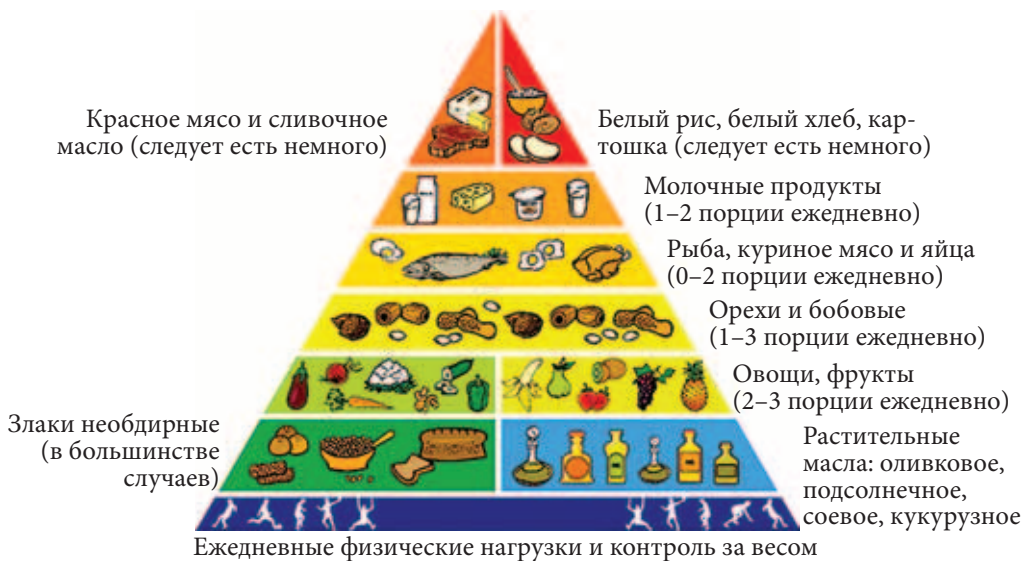 Красное мясо и сливочное
масло (следует есть немного)
Белый рис, белый хлеб, кар-
тошка (следует есть немного)
Молочные продукты
(1–2 порции ежедневно)
Рыба, куриное мясо и яйца
(0–2 порции ежедневно)
Орехи и бобовые
(1–3 порции ежедневно)
Овощи, фрукты
(2–3 порции ежедневно)
Злаки необдирные
(в большинстве
случаев)
Растительные
масла: оливковое,
подсолнечное,
соевое, кукурузное
Ежедневные физические нагрузки и контроль за весом